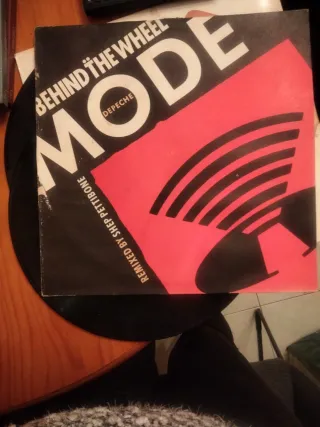 BEHIND THE WHEEL
DEPECHE
MODE
REMIXED BY SHEP PETTIBONE